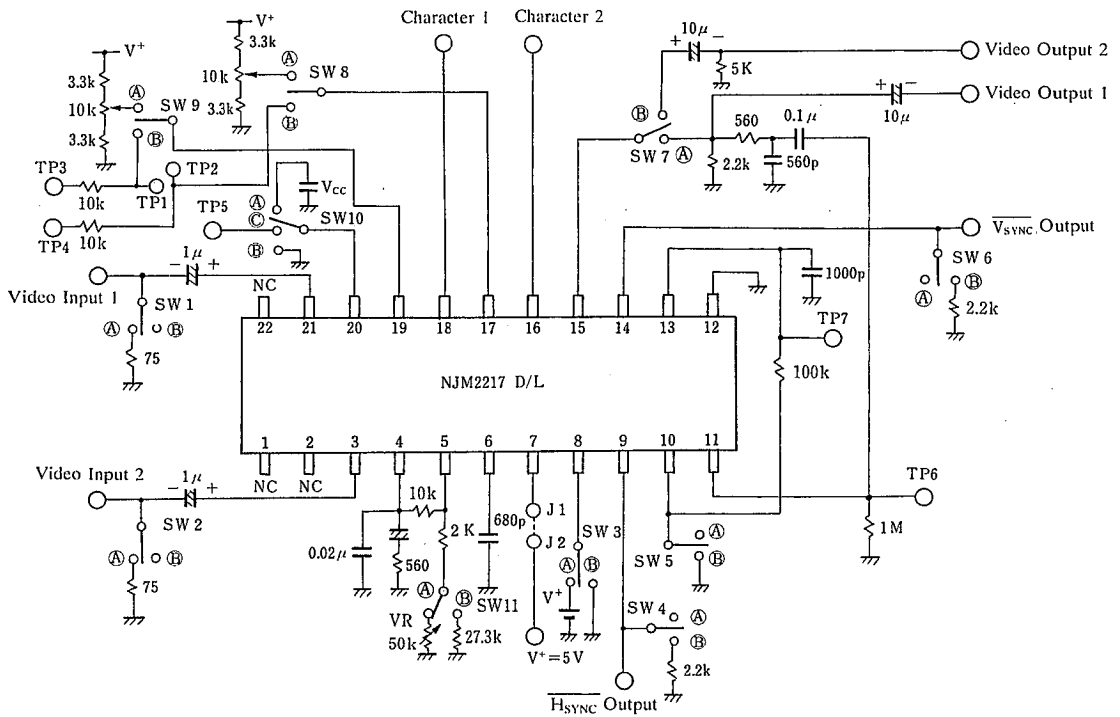 Character 1 Character 2
V⁺ 3.3k 10k 3.3k Ⓐ SW 8 Ⓑ
V⁺ 3.3k 10k 3.3k Ⓐ SW 9 Ⓑ
10μ + − Video Output 2
5K
+ − Video Output 1
10μ
Ⓑ SW 7 Ⓐ 560 0.1μ
2.2k 560p
TP3 10k TP1 TP2
TP4 10k
TP5 Ⓐ Ⓒ Ⓑ SW10 Vcc
V̅S̅Y̅N̅C̅ Output
SW 6 Ⓐ Ⓑ 2.2k
1000p
TP7
100k
Video Input 1 − 1μ +
SW 1 Ⓐ Ⓑ 75
NC
22 21 20 19 18 17 16 15 14 13 12
NJM2217 D/L
1 2 3 4 5 6 7 8 9 10 11
NC NC
Video Input 2 − 1μ +
SW 2 Ⓐ Ⓑ 75
10k
0.02μ 560 2K 680p
J1
J2
SW 3 Ⓐ Ⓑ V⁺
SW 5 Ⓐ Ⓑ
TP6
1M
Ⓐ Ⓑ SW11
VR 50k 27.3k
V⁺=5V
SW 4 Ⓐ Ⓑ 2.2k
H̅S̅Y̅N̅C̅ Output